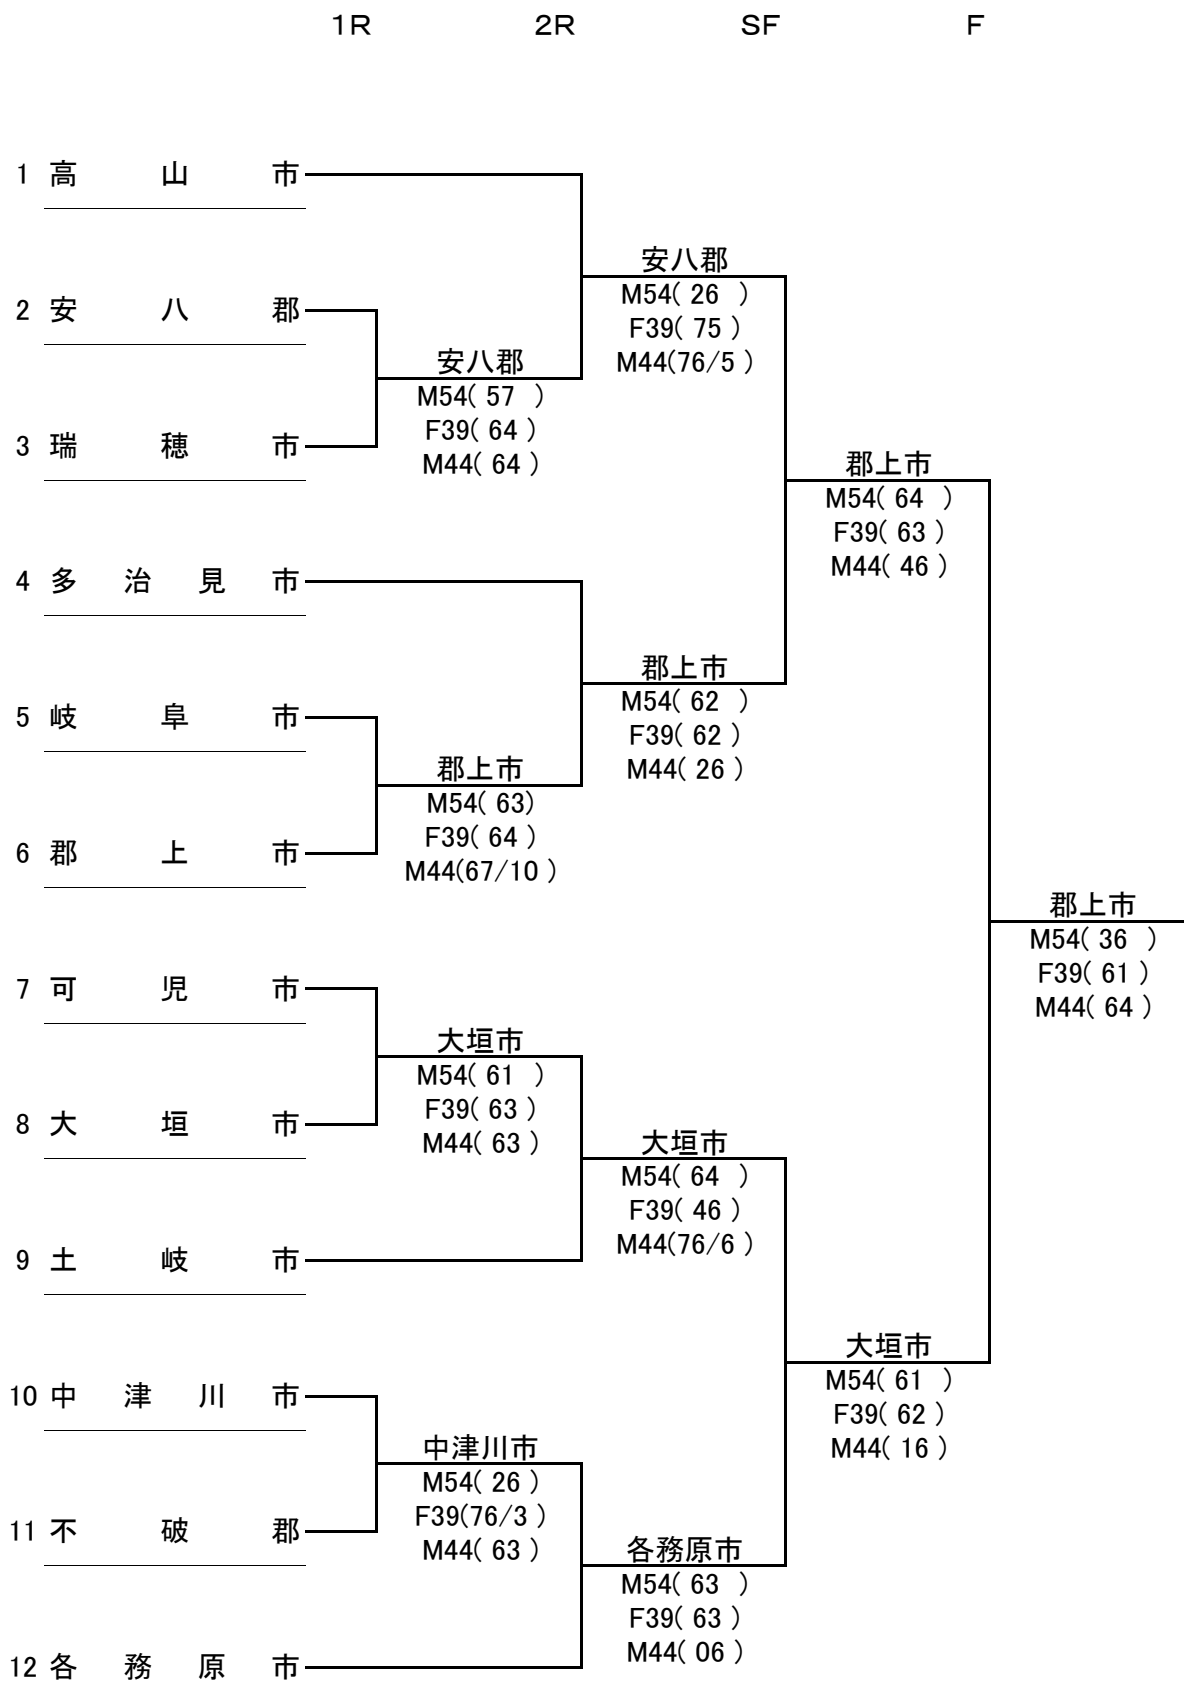 1R 2R SF F
1 高山市
安八郡
M54( 26 )
2 安八郡
F39( 75 )
安八郡
M44(76/5 )
M54( 57 )
F39( 64 )
3 瑞穂市
M44( 64 )
郡上市
M54( 64 )
F39( 63 )
M44( 46 )
4 多治見市
郡上市
M54( 62 )
5 岐阜市
F39( 62 )
郡上市
M44( 26 )
M54( 63)
F39( 64 )
6 郡上市
M44(67/10 )
郡上市
M54( 36 )
F39( 61 )
M44( 64 )
7 可児市
大垣市
M54( 61 )
F39( 63 )
8 大垣市
M44( 63 )
大垣市
M54( 64 )
F39( 46 )
M44(76/6 )
9 土岐市
大垣市
M54( 61 )
F39( 62 )
M44( 16 )
10 中津川市
中津川市
M54( 26 )
F39(76/3 )
11 不破郡
M44( 63 )
各務原市
M54( 63 )
F39( 63 )
M44( 06 )
12 各務原市